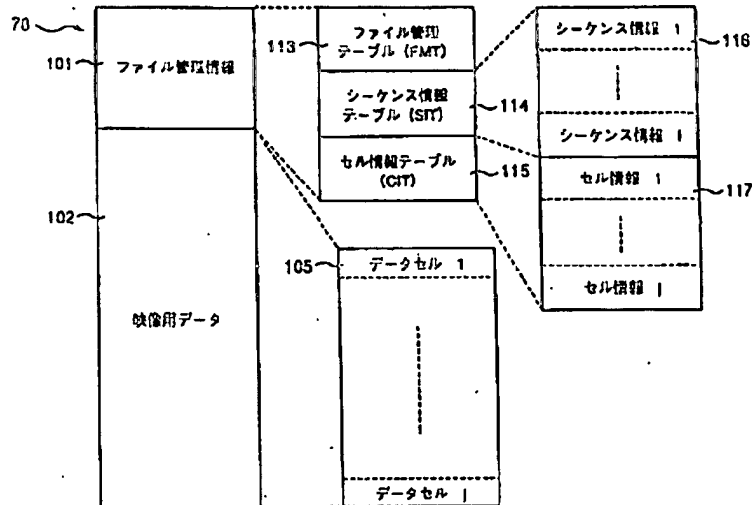 70
101
ファイル管理情報
102
映像用データ
113
ファイル管理
テーブル (FMT)
シーケンス情報
テーブル (SIT)
114
セル情報テーブル
(CIT)
115
シーケンス情報 1
116
シーケンス情報 I
セル情報 1
117
セル情報 J
105
データセル 1
データセル J